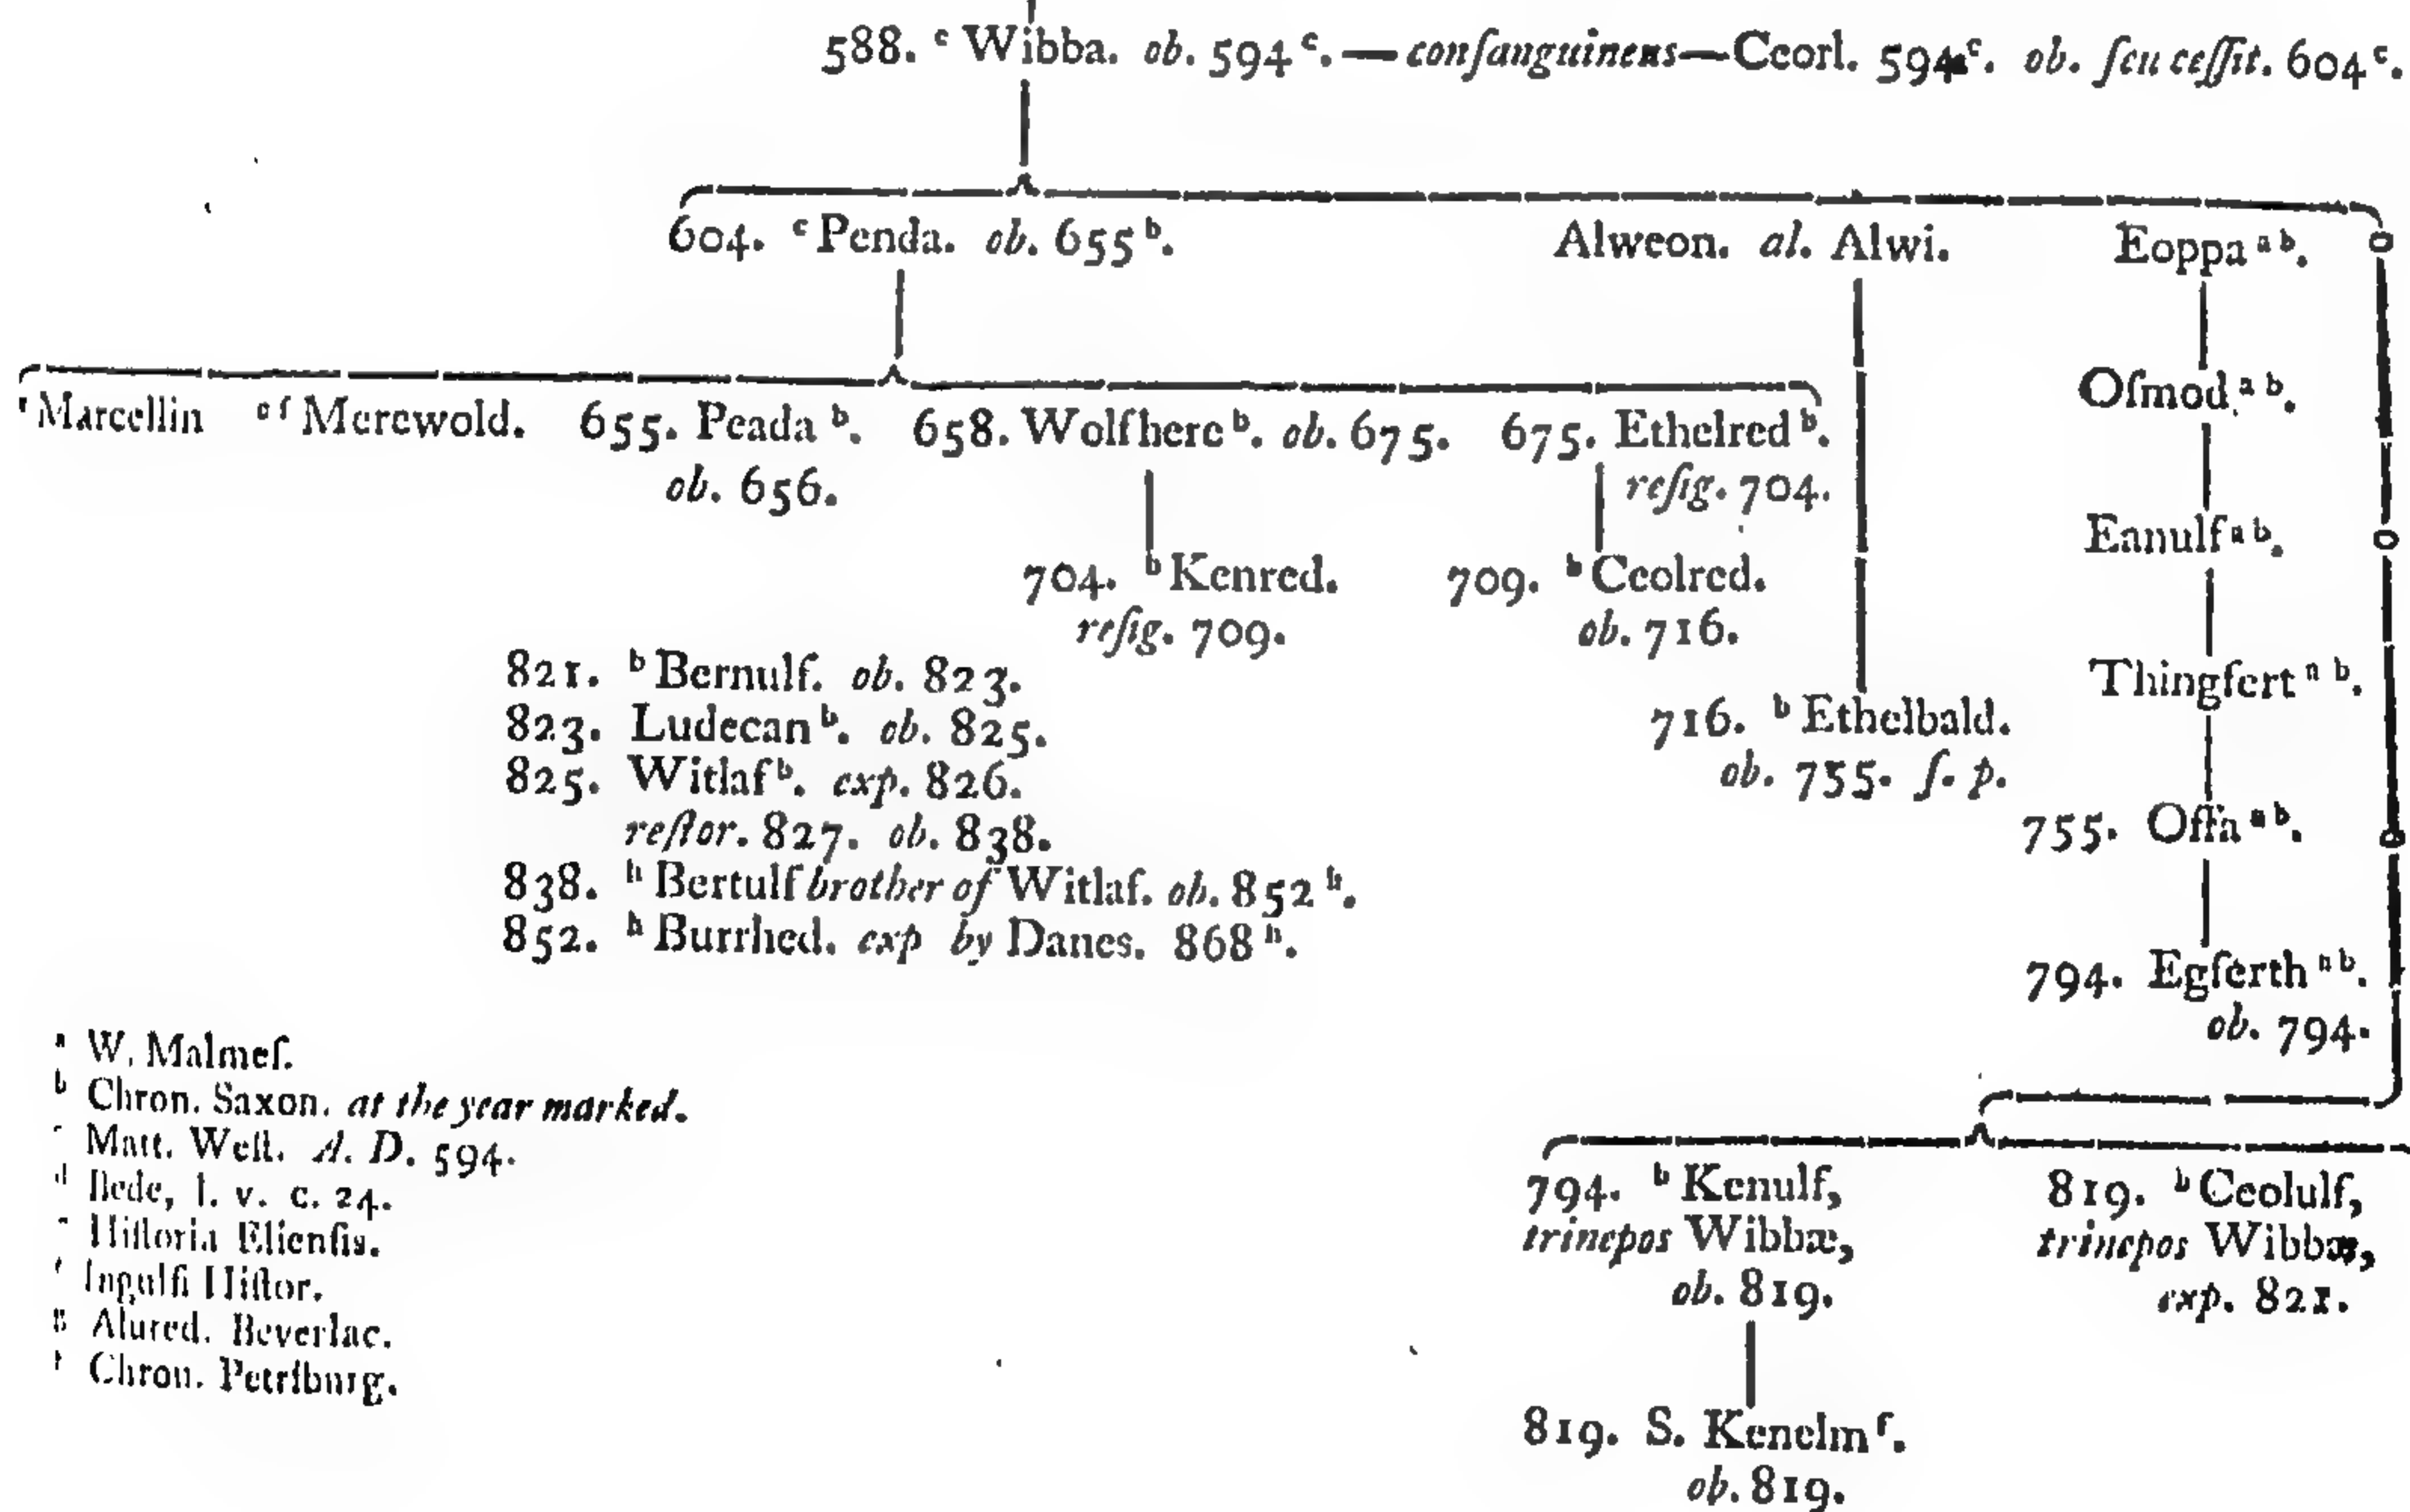 588. ᶜ Wibba. ob. 594 ᶜ. — conſanguineus — Ceorl. 594ᶜ. ob. ſeu ceſſit. 604 ᶜ.
604. ᶜ Penda. ob. 655 ᵇ. Alweon. al. Alwi. Eoppa ᵃ ᵇ.
Oſmod ᵃ ᵇ.
Marcellin ᵉ ᶠ Merewold. 655. Peada ᵇ. 658. Wolfhere ᵇ. ob. 675. 675. Ethelred ᵇ.
ob. 656. reſig. 704.
Eanulf ᵃ ᵇ.
704. ᵇ Kenred. 709. ᵇ Ceolred.
reſig. 709. ob. 716.
821. ᵇ Bernulf. ob. 823. Thingfert ᵃ ᵇ.
823. Ludecan ᵇ. ob. 825. 716. ᵇ Ethelbald.
825. Witlaf ᵇ. exp. 826. ob. 755. ſ. p.
reſtor. 827. ob. 838. 755. Offa ᵃ ᵇ.
838. ʰ Bertulf brother of Witlaf. ob. 852 ʰ.
852. ʰ Burrhed. exp by Danes. 868 ʰ.
794. Egferth ᵃ ᵇ.
ob. 794.
ᵃ W. Malmeſ.
ᵇ Chron. Saxon. at the year marked.
Matt. Weſt. A. D. 594.
ᵈ Bede, l. v. c. 24.
Hiſtoria Elienſis.
ᶠ Ingulfi Hiſtor.
ᵍ Alured. Beverlac.
Chron. Petriburg.
794. ᵇ Kenulf, 819. ᵇ Ceolulf,
trinepos Wibbæ, trinepos Wibbæ,
ob. 819. exp. 821.
819. S. Kenelm ᶠ.
ob. 819.